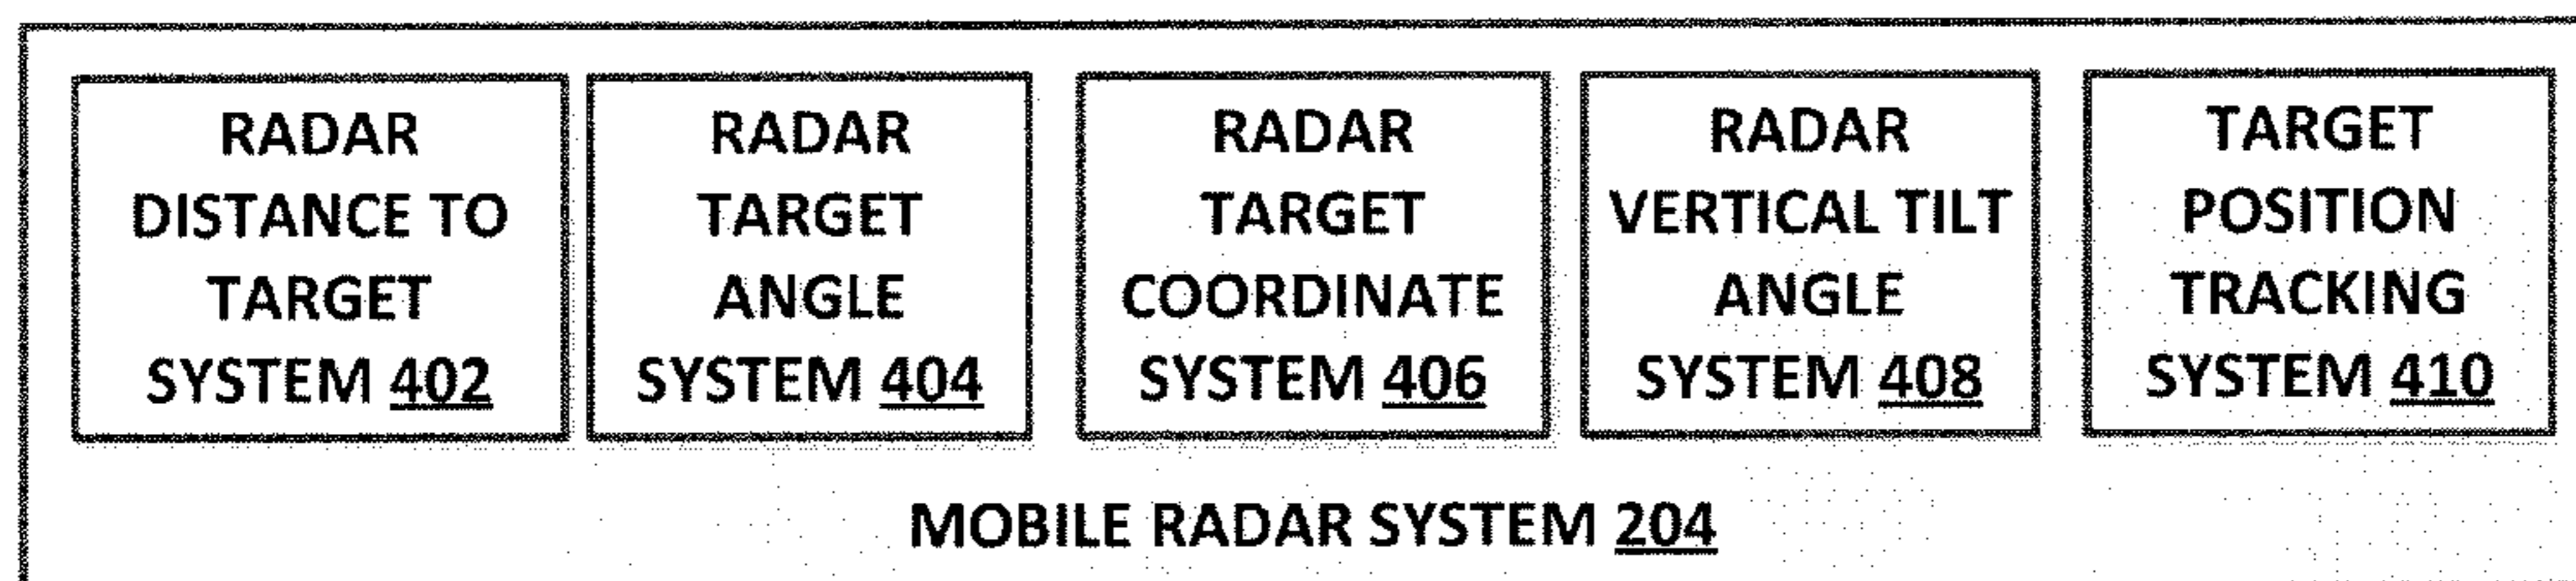 RADAR
DISTANCE TO
TARGET
SYSTEM 402
RADAR
TARGET
ANGLE
SYSTEM 404
RADAR
TARGET
COORDINATE
SYSTEM 406
RADAR
VERTICAL TILT
ANGLE
SYSTEM 408
TARGET
POSITION
TRACKING
SYSTEM 410
MOBILE RADAR SYSTEM 204